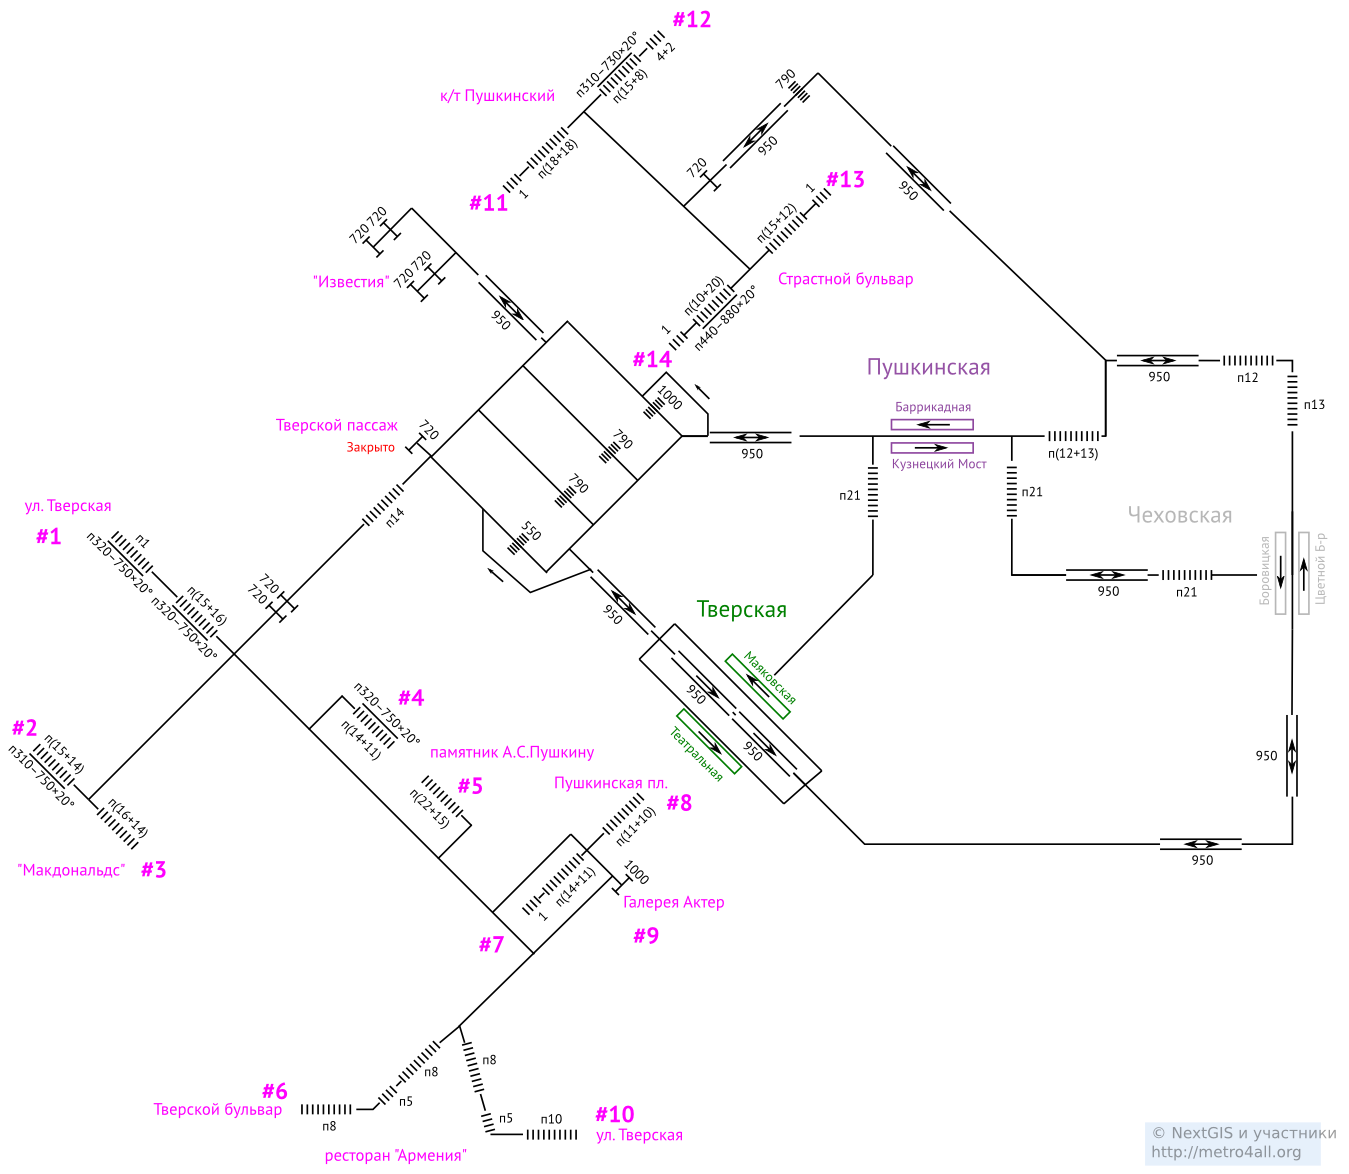 #12
п310–730×20°
4+2
п(15+8)
к/т Пушкинский
790
950
п(18+18)
720
1
#11
950
#13
1
п(15+12)
720 720
720 720
"Известия"
Страстной бульвар
п(10+20)
п440–880×20°
1
950
#14
Пушкинская
950
п12
п13
1000
Баррикадная
Тверской пассаж
720
Закрыто
790
950
Кузнецкий Мост
п(12+13)
790
п21
п21
ул. Тверская
#1
п1
п320–750×20°
п14
550
Чеховская
Боровицкая
Цветной Б-р
п(15+16)
п320–750×20°
720
720
950
950
п21
Тверская
Маяковская
950
950
Театральная
#4
п320–750×20°
п(14+11)
памятник А.С.Пушкину
#2
п(15+14)
п310–750×20°
950
#5
п(22+15)
Пушкинская пл.
#8
п(11+10)
п(16+14)
"Макдональдс"
#3
950
1000
п(14+11)
1
Галерея Актер
#7
#9
п8
п8
#6
Тверской бульвар
п5
п8
п5
п10
#10
ул. Тверская
ресторан "Армения"
© NextGIS и участники
http://metro4all.org